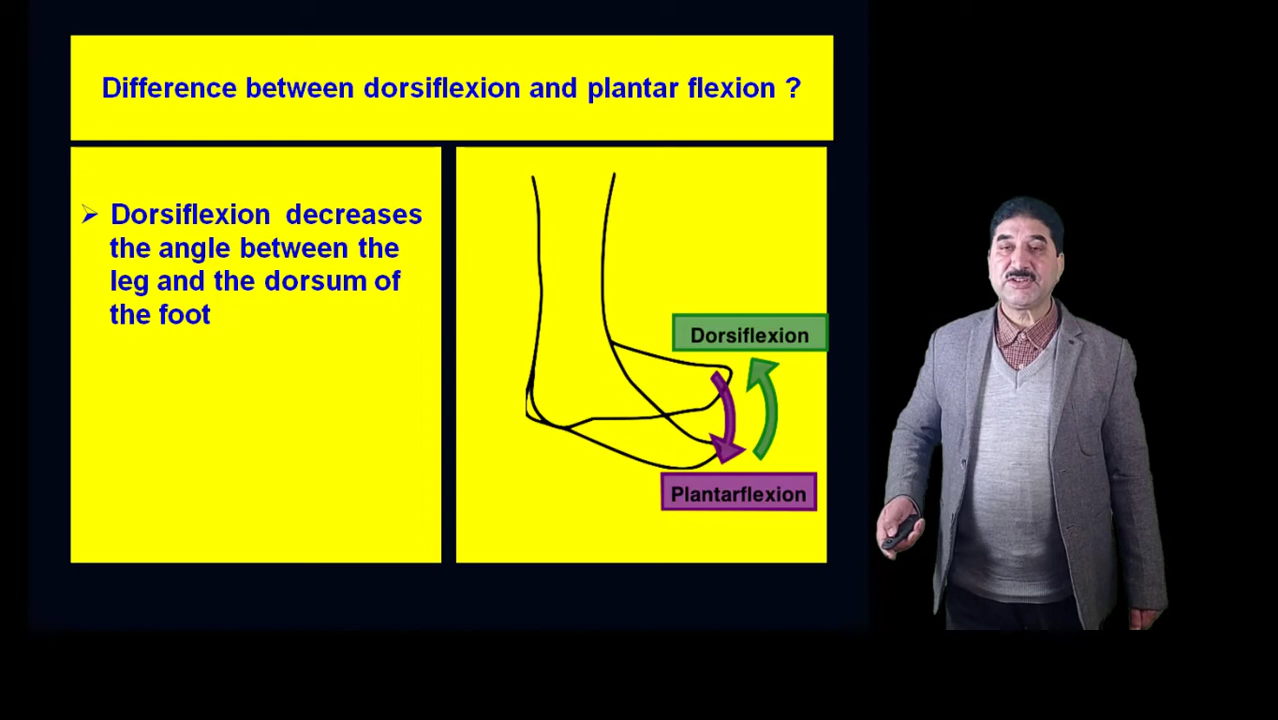 Difference between dorsiflexion and plantar flexion ?
Dorsiflexion decreases
the angle between the
leg and the dorsum of
the foot
Dorsiflexion
Plantarflexion